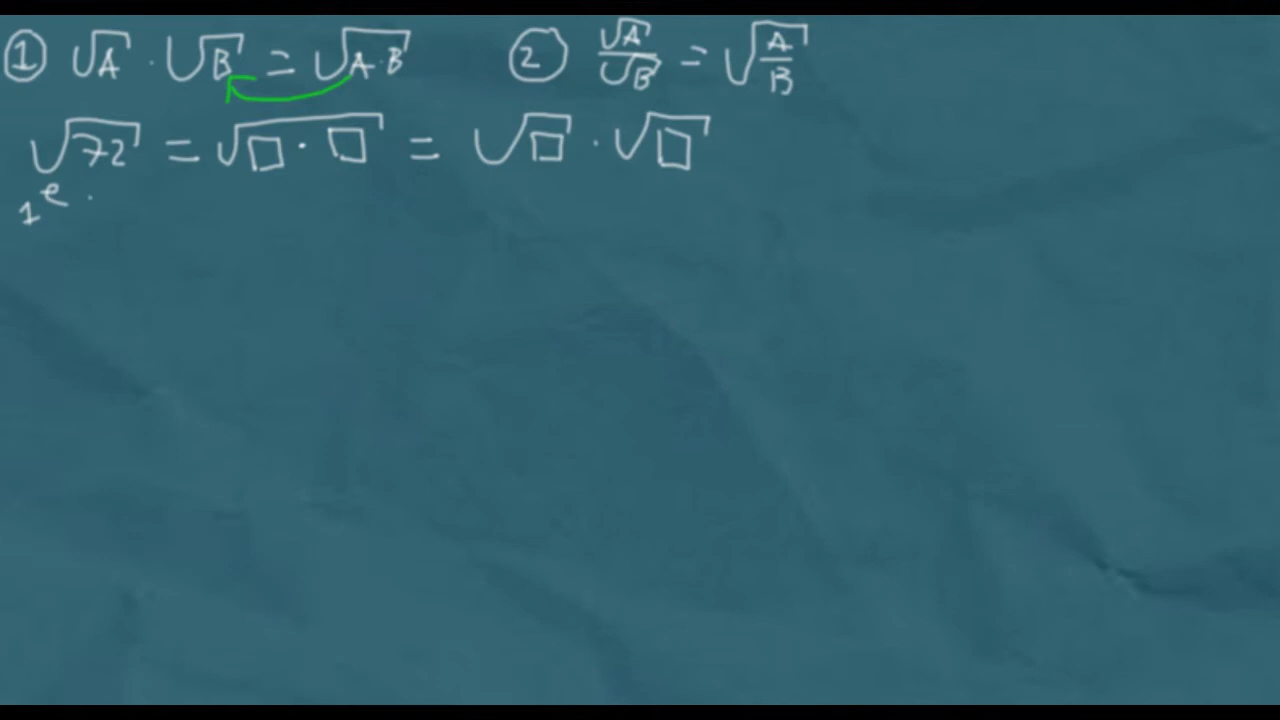 ① √A · √B = √A·B ② √A/√B = √A/B
√72 = √□ · □ = √□ · √□
1e .